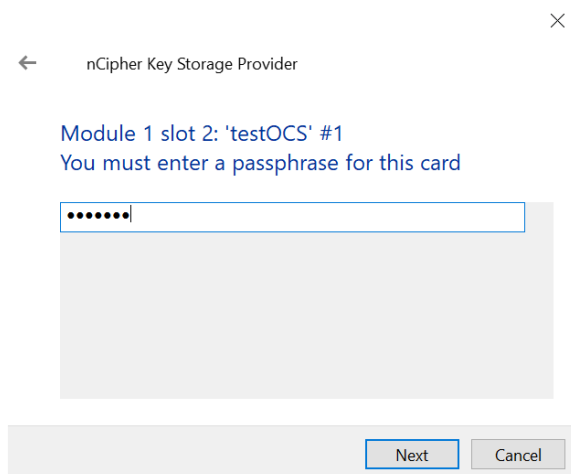 nCipher Key Storage Provider
Module 1 slot 2: 'testOCS' #1
You must enter a passphrase for this card
•••••••
Next Cancel